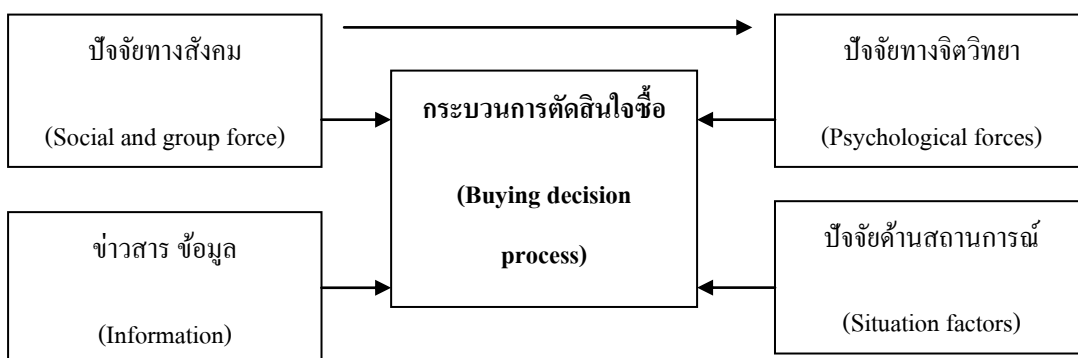 ปัจจัยทางสังคม
(Social and group force)
ข่าวสาร ข้อมูล
(Information)
กระบวนการตัดสินใจซื้อ
(Buying decision
process)
ปัจจัยทางจิตวิทยา
(Psychological forces)
ปัจจัยด้านสถานการณ์
(Situation factors)